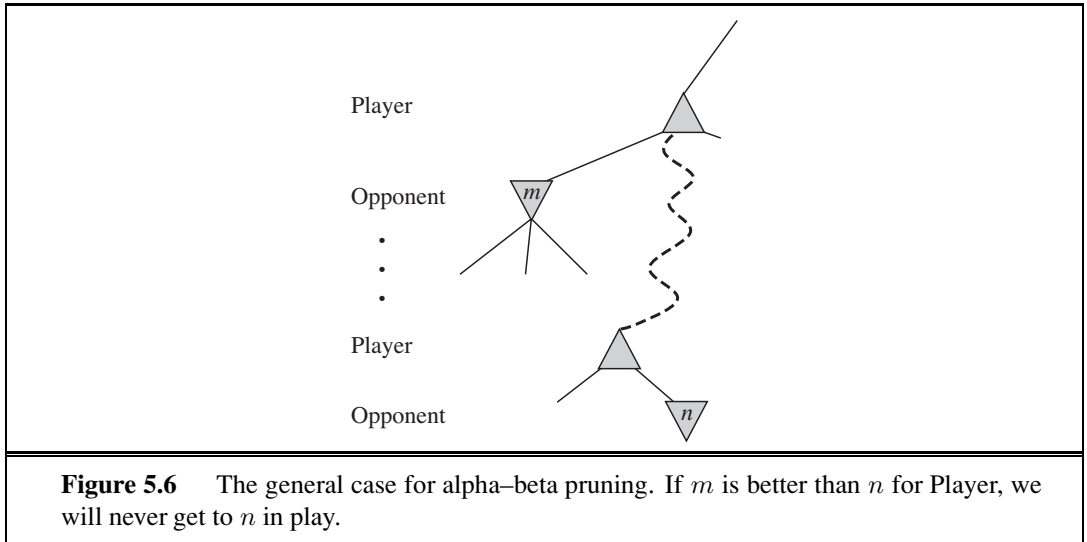 Player
Opponent
m
Player
Opponent
n
Figure 5.6 The general case for alpha–beta pruning. If m is better than n for Player, we
will never get to n in play.